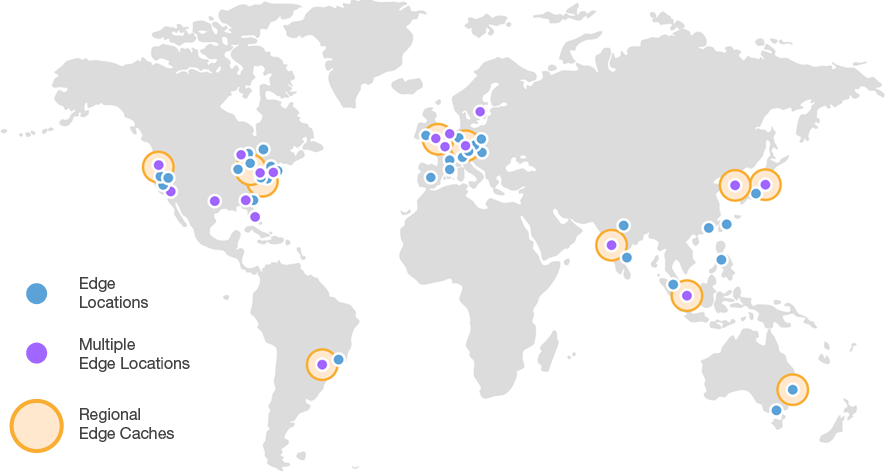 Edge
Locations
Multiple
Edge Locations
Regional
Edge Caches